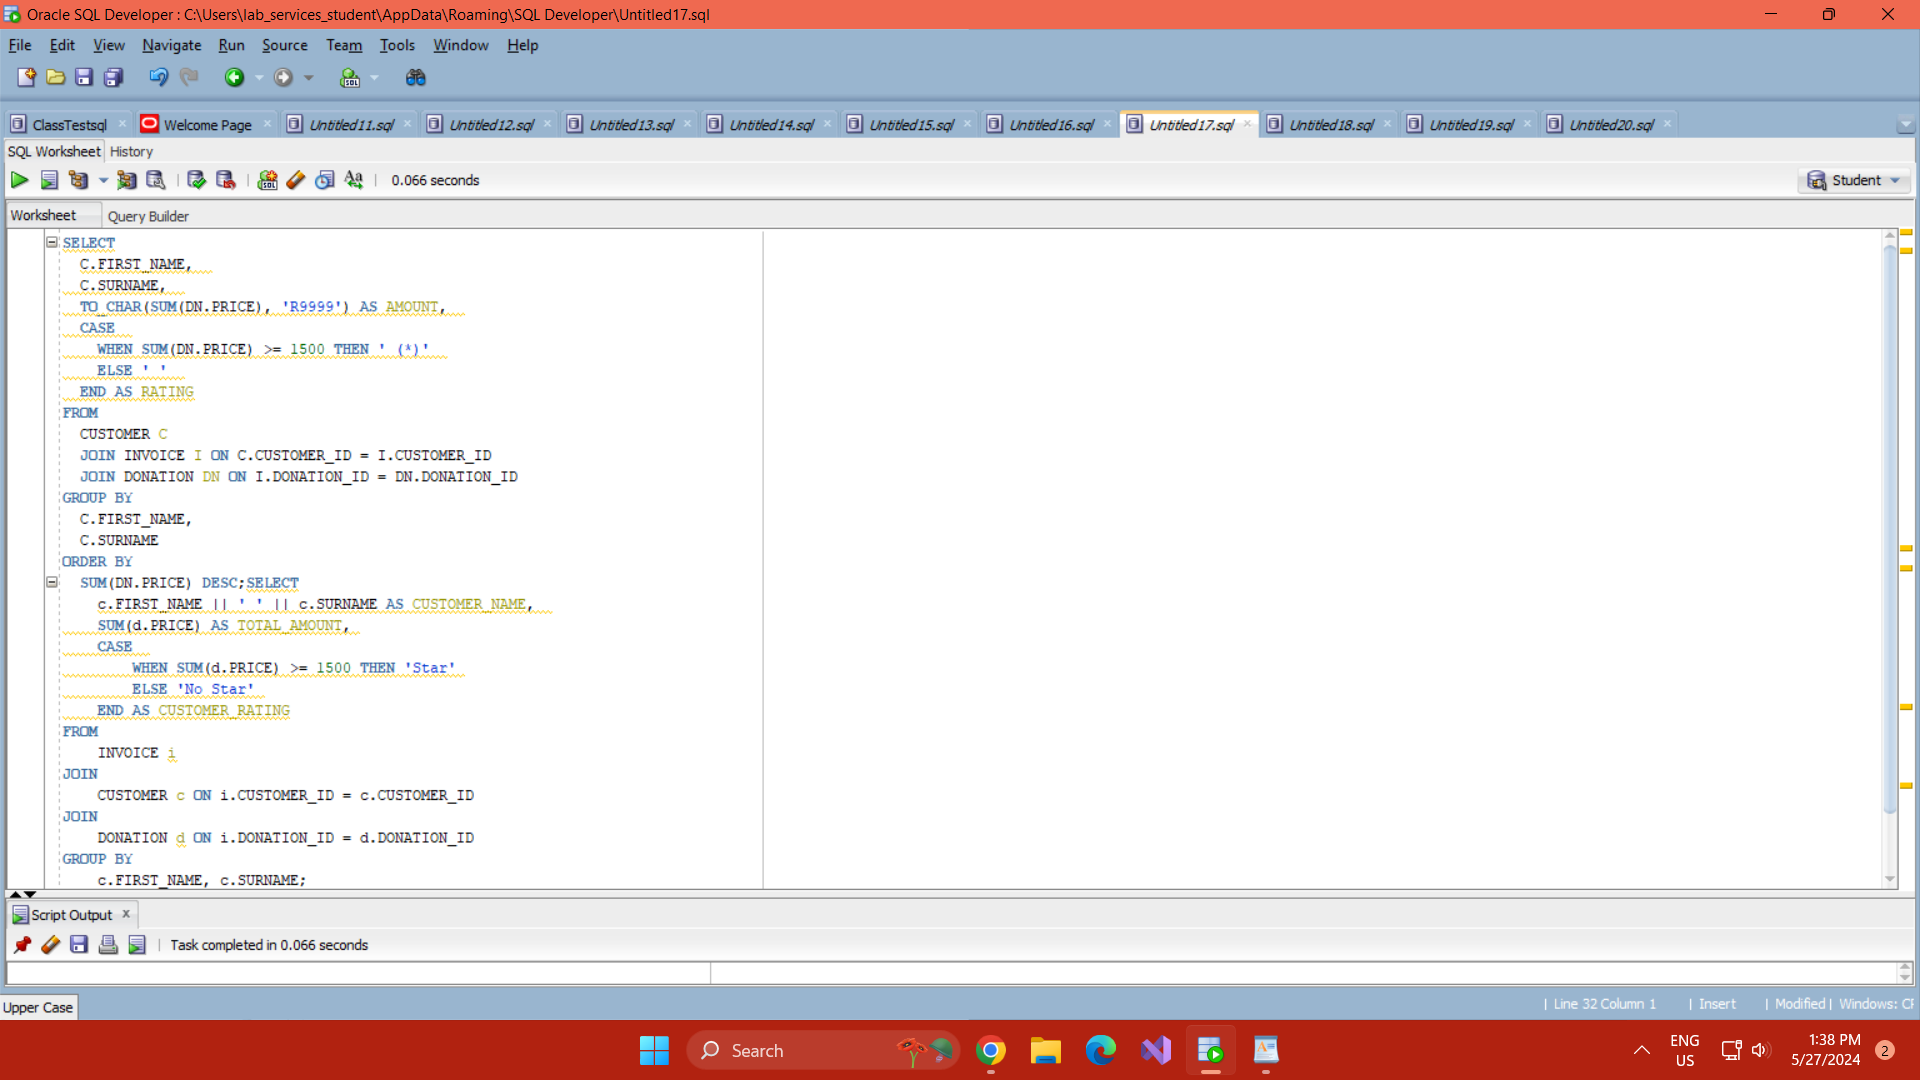 Oracle SQL Developer : C:\Users\lab_services_student\AppData\Roaming\SQL Developer\Untitled17.sql
File Edit View Navigate Run Source Team Tools Window Help
ClassTestsql Welcome Page Untitled11.sql Untitled12.sql Untitled13.sql Untitled14.sql Untitled15.sql Untitled16.sql Untitled17.sql Untitled18.sql Untitled19.sql Untitled20.sql
SQL Worksheet History
0.066 seconds Student
Worksheet Query Builder
SELECT
C.FIRST_NAME,
C.SURNAME,
TO_CHAR(SUM(DN.PRICE), 'R9999') AS AMOUNT,
CASE
WHEN SUM(DN.PRICE) >= 1500 THEN ' (*)'
ELSE ' '
END AS RATING
FROM
CUSTOMER C
JOIN INVOICE I ON C.CUSTOMER_ID = I.CUSTOMER_ID
JOIN DONATION DN ON I.DONATION_ID = DN.DONATION_ID
GROUP BY
C.FIRST_NAME,
C.SURNAME
ORDER BY
SUM(DN.PRICE) DESC;SELECT
c.FIRST_NAME || ' ' || c.SURNAME AS CUSTOMER_NAME,
SUM(d.PRICE) AS TOTAL_AMOUNT,
CASE
WHEN SUM(d.PRICE) >= 1500 THEN 'Star'
ELSE 'No Star'
END AS CUSTOMER_RATING
FROM
INVOICE i
JOIN
CUSTOMER c ON i.CUSTOMER_ID = c.CUSTOMER_ID
JOIN
DONATION d ON i.DONATION_ID = d.DONATION_ID
GROUP BY
c.FIRST_NAME, c.SURNAME;
Script Output
Task completed in 0.066 seconds
Upper Case | Line 32 Column 1 | Insert | Modified | Windows: CF
Search ENG US 1:38 PM 5/27/2024 2